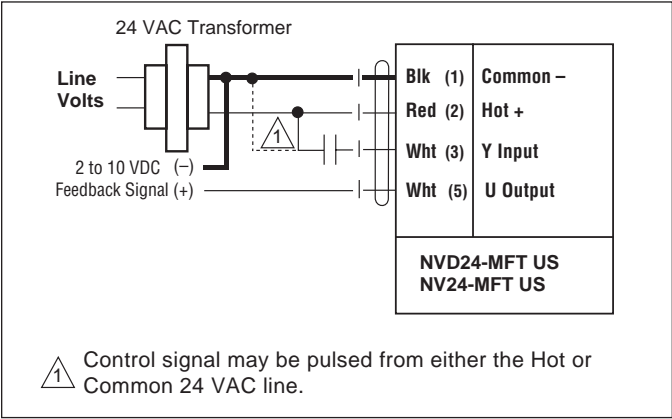 24 VAC Transformer
Line
Volts
Blk (1) Common –
Red (2) Hot +
1
Wht (3) Y Input
2 to 10 VDC (–)
Feedback Signal (+)
Wht (5) U Output
NVD24-MFT US
NV24-MFT US
1 Control signal may be pulsed from either the Hot or
Common 24 VAC line.